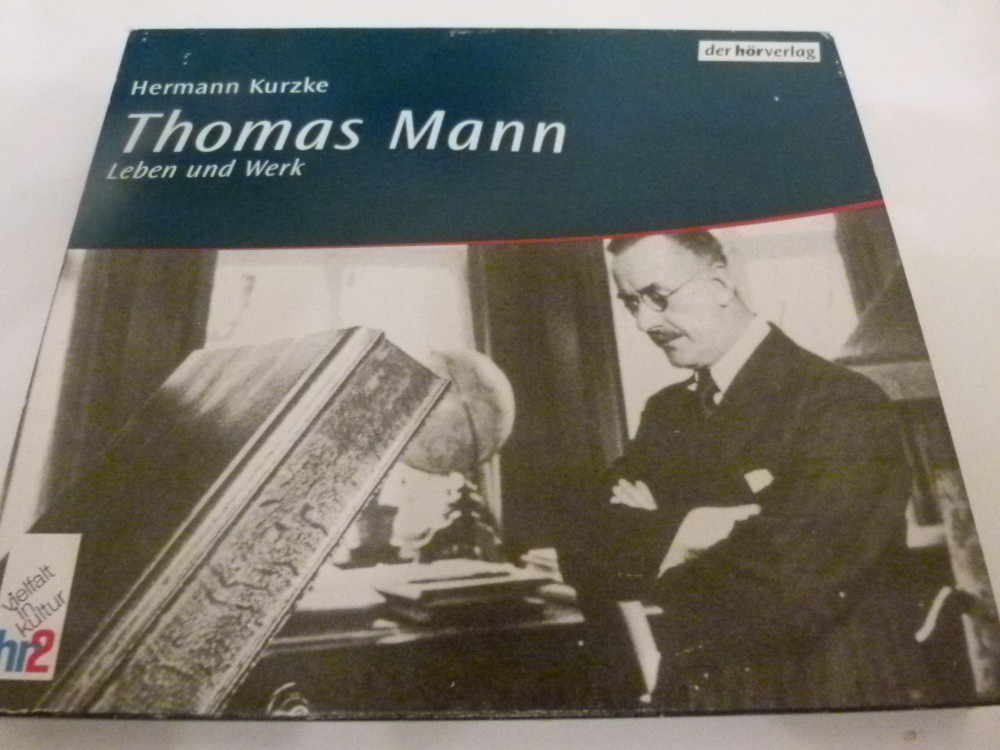 der hörverlag
Hermann Kurzke
Thomas Mann
Leben und Werk
vielfalt
in
kultur
hr2